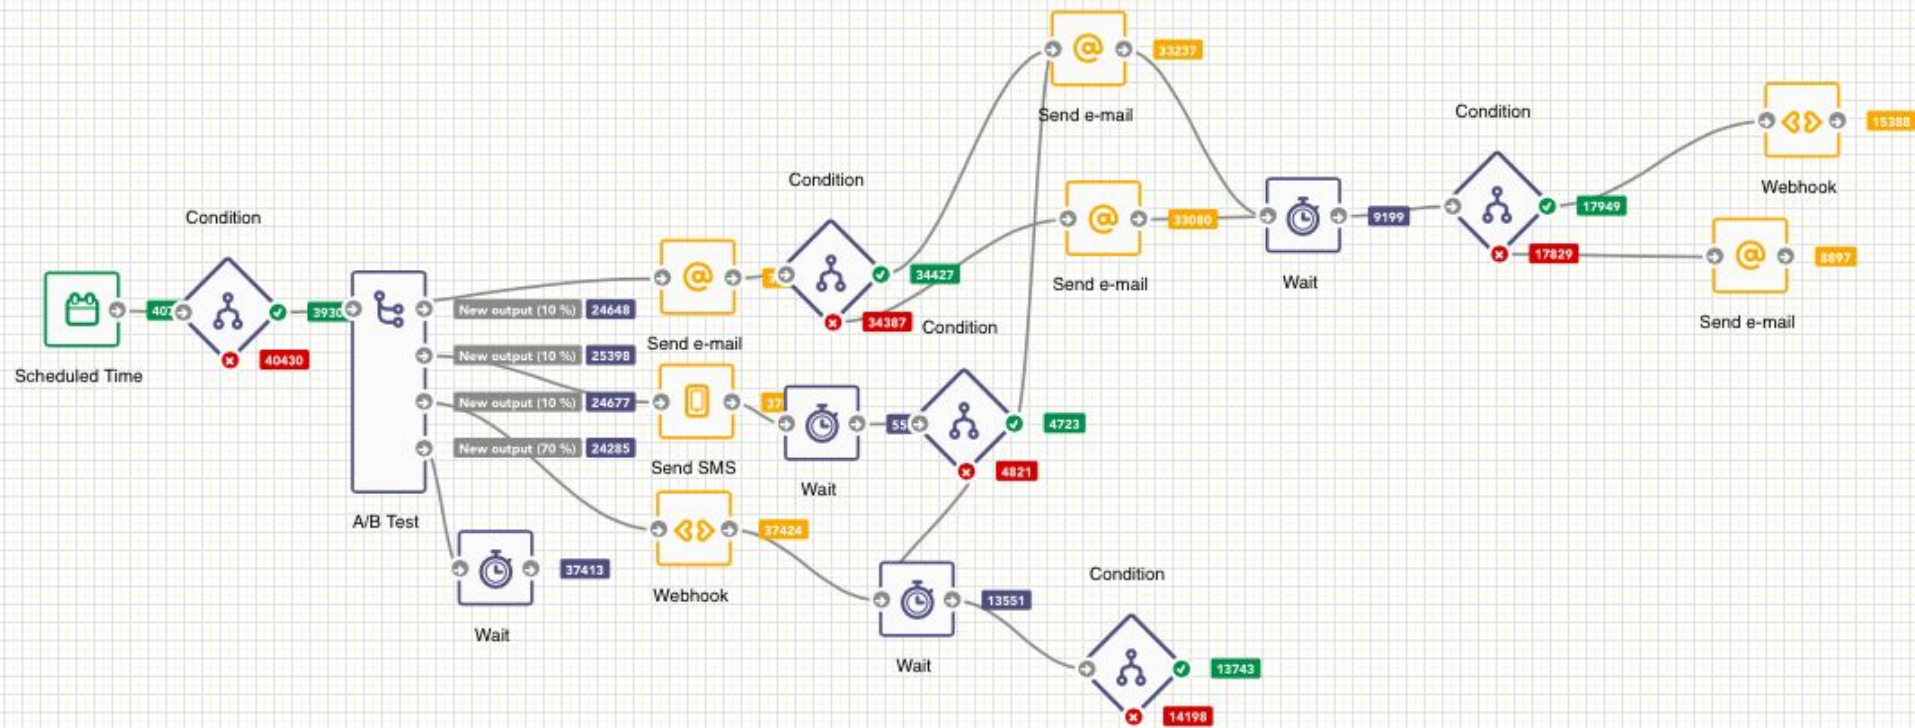 33237
Send e-mail
Condition
15388
Webhook
Condition
Condition
33080
9199
17949
Send e-mail
Wait
17829
8897
Send e-mail
Scheduled Time
40430
3930
A/B Test
New output (10 %) 24648
New output (10 %) 25398
New output (10 %) 24677
New output (70 %) 24285
Send e-mail
34427
34387
Condition
Send SMS
Wait
55
4723
4821
Wait
37413
Webhook
37424
Wait
13551
Condition
13743
14198